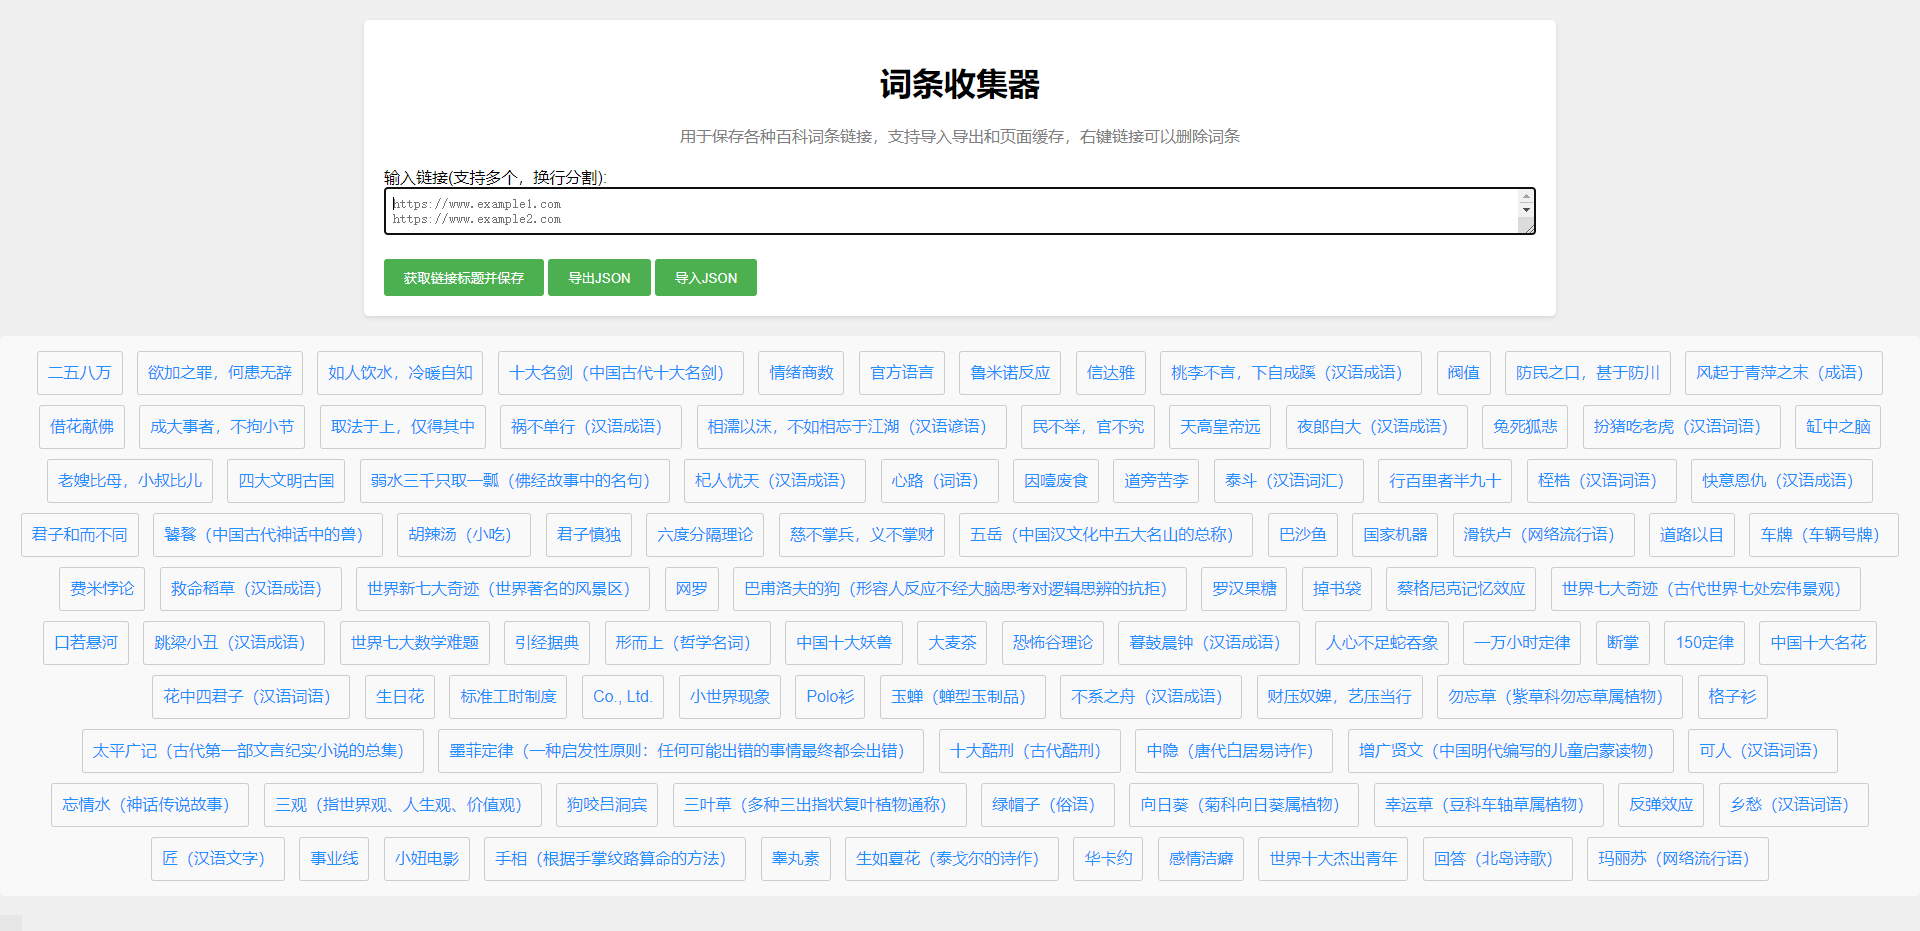 词条收集器
用于保存各种百科词条链接，支持导入导出和页面缓存，右键链接可以删除词条
输入链接(支持多个，换行分割):
https://www.example1.com
https://www.example2.com
获取链接标题并保存 导出JSON 导入JSON
二五八万 欲加之罪，何患无辞 如人饮水，冷暖自知 十大名剑（中国古代十大名剑） 情绪商数 官方语言 鲁米诺反应 信达雅 桃李不言，下自成蹊（汉语成语） 阀值 防民之口，甚于防川 风起于青萍之末（成语）
借花献佛 成大事者，不拘小节 取法于上，仅得其中 祸不单行（汉语成语） 相濡以沫，不如相忘于江湖（汉语谚语） 民不举，官不究 天高皇帝远 夜郎自大（汉语成语） 兔死狐悲 扮猪吃老虎（汉语词语） 缸中之脑
老嫂比母，小叔比儿 四大文明古国 弱水三千只取一瓢（佛经故事中的名句） 杞人忧天（汉语成语） 心路（词语） 因噎废食 道旁苦李 泰斗（汉语词汇） 行百里者半九十 桎梏（汉语词语） 快意恩仇（汉语成语）
君子和而不同 饕餮（中国古代神话中的兽） 胡辣汤（小吃） 君子慎独 六度分隔理论 慈不掌兵，义不掌财 五岳（中国汉文化中五大名山的总称） 巴沙鱼 国家机器 滑铁卢（网络流行语） 道路以目 车牌（车辆号牌）
费米悖论 救命稻草（汉语成语） 世界新七大奇迹（世界著名的风景区） 网罗 巴甫洛夫的狗（形容人反应不经大脑思考对逻辑思辨的抗拒） 罗汉果糖 掉书袋 蔡格尼克记忆效应 世界七大奇迹（古代世界七处宏伟景观）
口若悬河 跳梁小丑（汉语成语） 世界七大数学难题 引经据典 形而上（哲学名词） 中国十大妖兽 大麦茶 恐怖谷理论 暮鼓晨钟（汉语成语） 人心不足蛇吞象 一万小时定律 断掌 150定律 中国十大名花
花中四君子（汉语词语） 生日花 标准工时制度 Co., Ltd. 小世界现象 Polo衫 玉蝉（蝉型玉制品） 不系之舟（汉语成语） 财压奴婢，艺压当行 勿忘草（紫草科勿忘草属植物） 格子衫
太平广记（古代第一部文言纪实小说的总集） 墨菲定律（一种启发性原则：任何可能出错的事情最终都会出错） 十大酷刑（古代酷刑） 中隐（唐代白居易诗作） 增广贤文（中国明代编写的儿童启蒙读物） 可人（汉语词语）
忘情水（神话传说故事） 三观（指世界观、人生观、价值观） 狗咬吕洞宾 三叶草（多种三出指状复叶植物通称） 绿帽子（俗语） 向日葵（菊科向日葵属植物） 幸运草（豆科车轴草属植物） 反弹效应 乡愁（汉语词语）
匠（汉语文字） 事业线 小妞电影 手相（根据手掌纹路算命的方法） 睾丸素 生如夏花（泰戈尔的诗作） 华卡约 感情洁癖 世界十大杰出青年 回答（北岛诗歌） 玛丽苏（网络流行语）